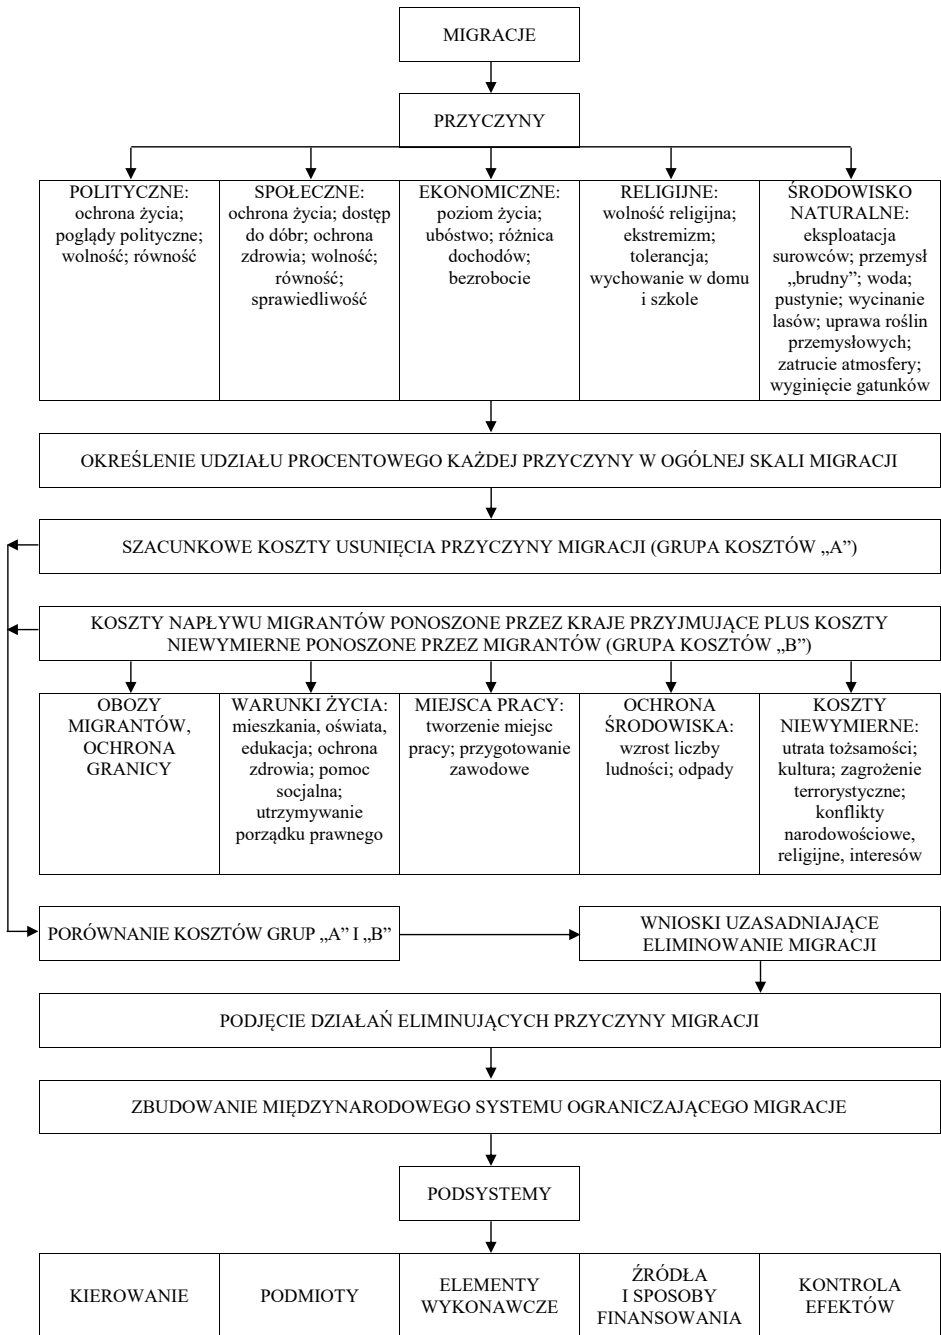 MIGRACJE
PRZYCZYNY
POLITYCZNE:
ochrona życia;
poglądy polityczne;
wolność; równość
SPOŁECZNE:
ochrona życia; dostęp
do dóbr; ochrona
zdrowia; wolność;
równość;
sprawiedliwość
EKONOMICZNE:
poziom życia;
ubóstwo; różnica
dochodów;
bezrobocie
RELIGIJNE:
wolność religijna;
ekstremizm;
tolerancja;
wychowanie w domu
i szkole
ŚRODOWISKO
NATURALNE:
eksploatacja
surowców; przemysł
„brudny”; woda;
pustynie; wycinanie
lasów; uprawa roślin
przemysłowych;
zatrucie atmosfery;
wyginięcie gatunków
OKREŚLENIE UDZIAŁU PROCENTOWEGO KAŻDEJ PRZYCZYNY W OGÓLNEJ SKALI MIGRACJI
SZACUNKOWE KOSZTY USUNIĘCIA PRZYCZYNY MIGRACJI (GRUPA KOSZTÓW „A”)
KOSZTY NAPŁYWU MIGRANTÓW PONOSZONE PRZEZ KRAJE PRZYJMUJĄCE PLUS KOSZTY
NIEWYMIERNE PONOSZONE PRZEZ MIGRANTÓW (GRUPA KOSZTÓW „B”)
OBOZY
MIGRANTÓW,
OCHRONA
GRANICY
WARUNKI ŻYCIA:
mieszkania, oświata,
edukacja; ochrona
zdrowia; pomoc
socjalna;
utrzymywanie
porządku prawnego
MIEJSCA PRACY:
tworzenie miejsc
pracy; przygotowanie
zawodowe
OCHRONA
ŚRODOWISKA:
wzrost liczby
ludności; odpady
KOSZTY
NIEWYMIERNE:
utrata tożsamości;
kultura; zagrożenie
terrorystyczne;
konflikty
narodowościowe,
religijne, interesów
PORÓWNANIE KOSZTÓW GRUP „A” I „B”
WNIOSKI UZASADNIAJĄCE
ELIMINOWANIE MIGRACJI
PODJĘCIE DZIAŁAŃ ELIMINUJĄCYCH PRZYCZYNY MIGRACJI
ZBUDOWANIE MIĘDZYNARODOWEGO SYSTEMU OGRANICZAJĄCEGO MIGRACJE
PODSYSTEMY
KIEROWANIE
PODMIOTY
ELEMENTY
WYKONAWCZE
ŹRÓDŁA
I SPOSOBY
FINANSOWANIA
KONTROLA
EFEKTÓW